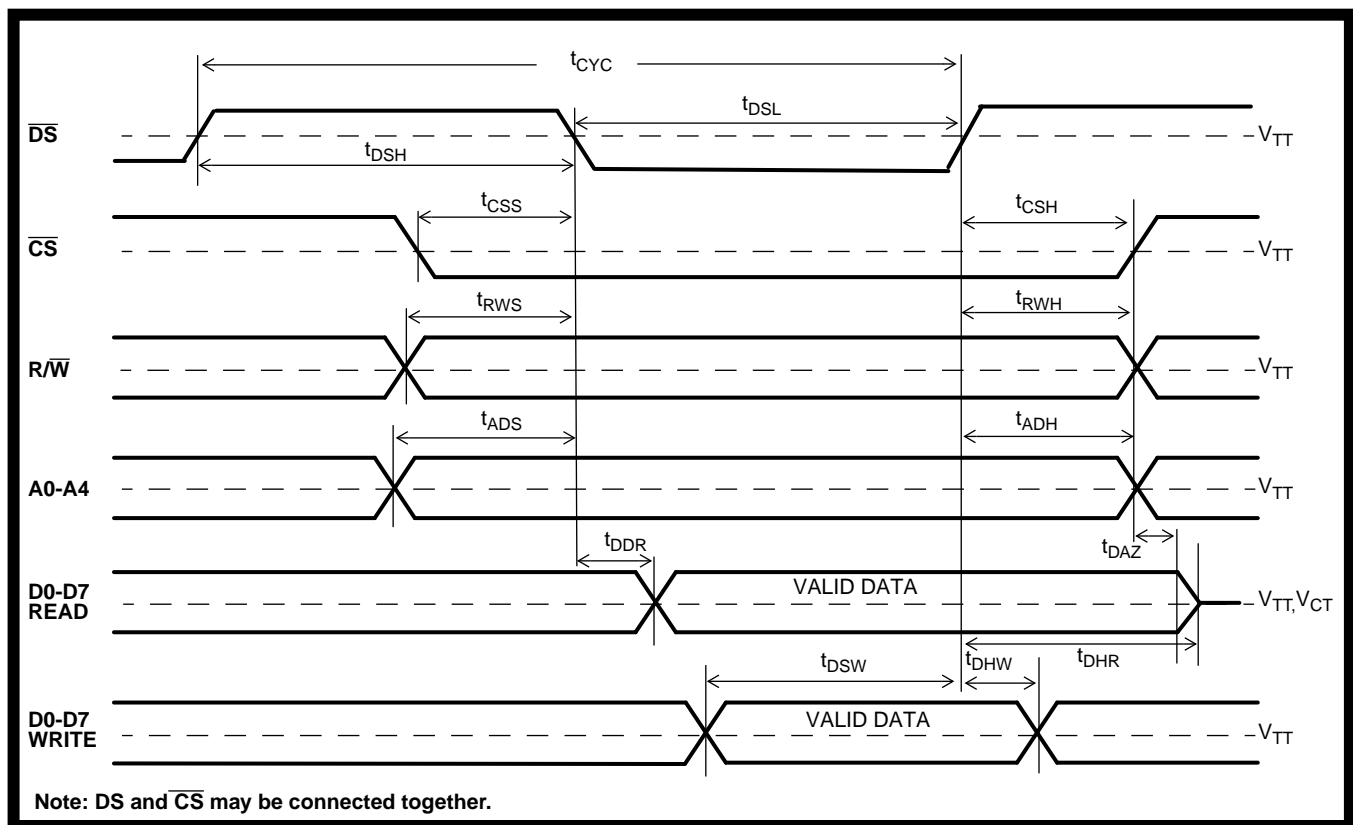 tCYC
DS
tDSL
VTT
tDSH
tCSS
tCSH
CS
VTT
tRWS
tRWH
R/W
VTT
tADS
tADH
A0-A4
VTT
tDDR
tDAZ
D0-D7
READ
VALID DATA
VTT,VCT
tDSW
tDHW
tDHR
D0-D7
WRITE
VALID DATA
VTT
Note: DS and CS may be connected together.